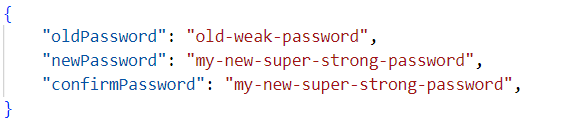 {
    "oldPassword": "old-weak-password",
    "newPassword": "my-new-super-strong-password",
    "confirmPassword": "my-new-super-strong-password",
}